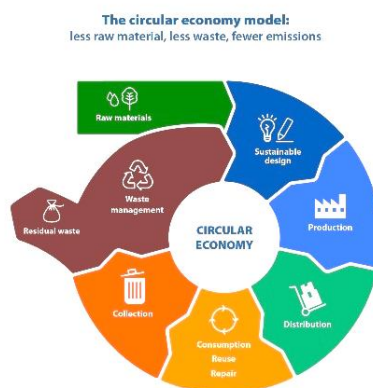 The circular economy model:
less raw material, less waste, fewer emissions
Raw materials
Sustainable
design
Production
Distribution
Consumption
Reuse
Repair
Collection
Waste
management
Residual waste
CIRCULAR
ECONOMY